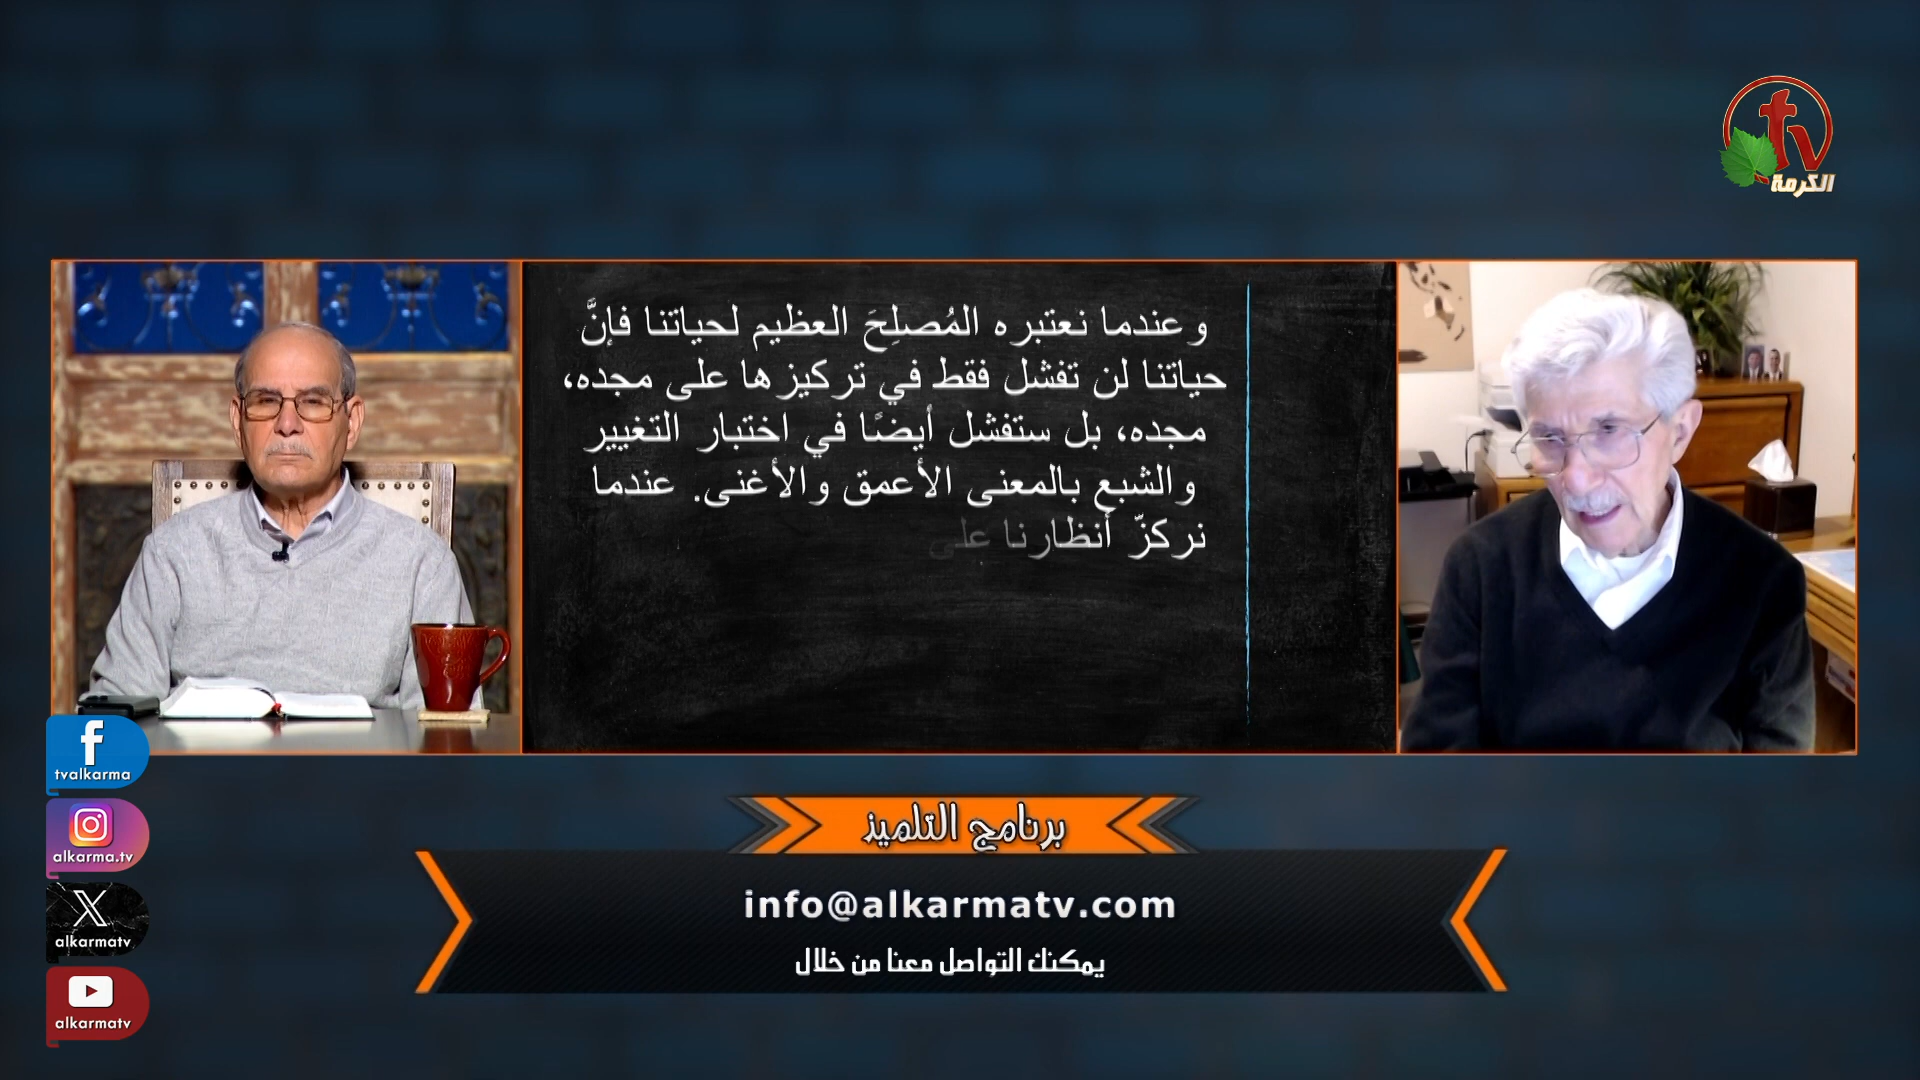 tv
الكرمة
وعندما نعتبره المُصلِحَ العظيم لحياتنا فإنَّ
حياتنا لن تفشل فقط في تركيزها على مجده،
مجده، بل ستفشل أيضًا في اختبار التغيير
والشبع بالمعنى الأعمق والأغنى. عندما
نركزّ أنظارنا على
tvalkarma
alkarma.tv
alkarmatv
alkarmatv
برنامج التلميذ
info@alkarmatv.com
يمكنك التواصل معنا من خلال